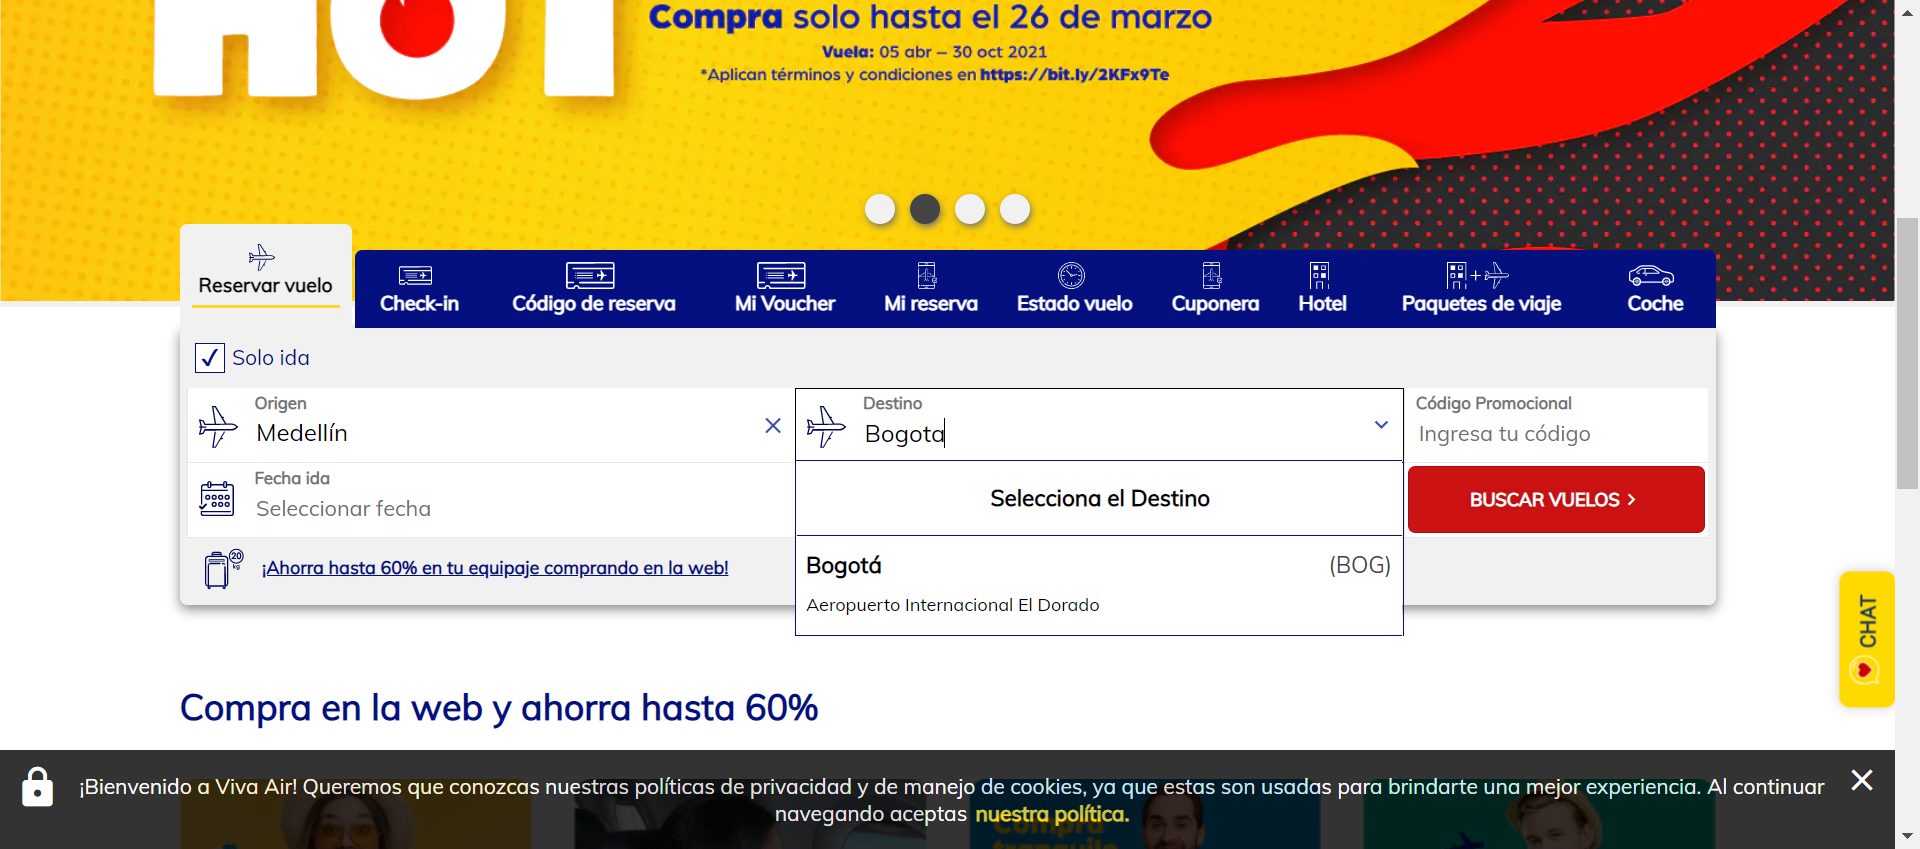 HOT
Compra solo hasta el 26 de marzo
Vuela: 05 abr – 30 oct 2021
*Aplican términos y condiciones en https://bit.ly/2KFx9Te
Reservar vuelo
Check-in
Código de reserva
Mi Voucher
Mi reserva
Estado vuelo
Cuponera
Hotel
Paquetes de viaje
Coche
Solo ida
Origen
Medellín
Destino
Bogota
Código Promocional
Ingresa tu código
Fecha ida
Seleccionar fecha
Selecciona el Destino
BUSCAR VUELOS
Bogotá (BOG)
Aeropuerto Internacional El Dorado
20 kg
¡Ahorra hasta 60% en tu equipaje comprando en la web!
CHAT
Compra en la web y ahorra hasta 60%
¡Bienvenido a Viva Air! Queremos que conozcas nuestras políticas de privacidad y de manejo de cookies, ya que estas son usadas para brindarte una mejor experiencia. Al continuar
navegando aceptas nuestra política.
Compra
tranquilo